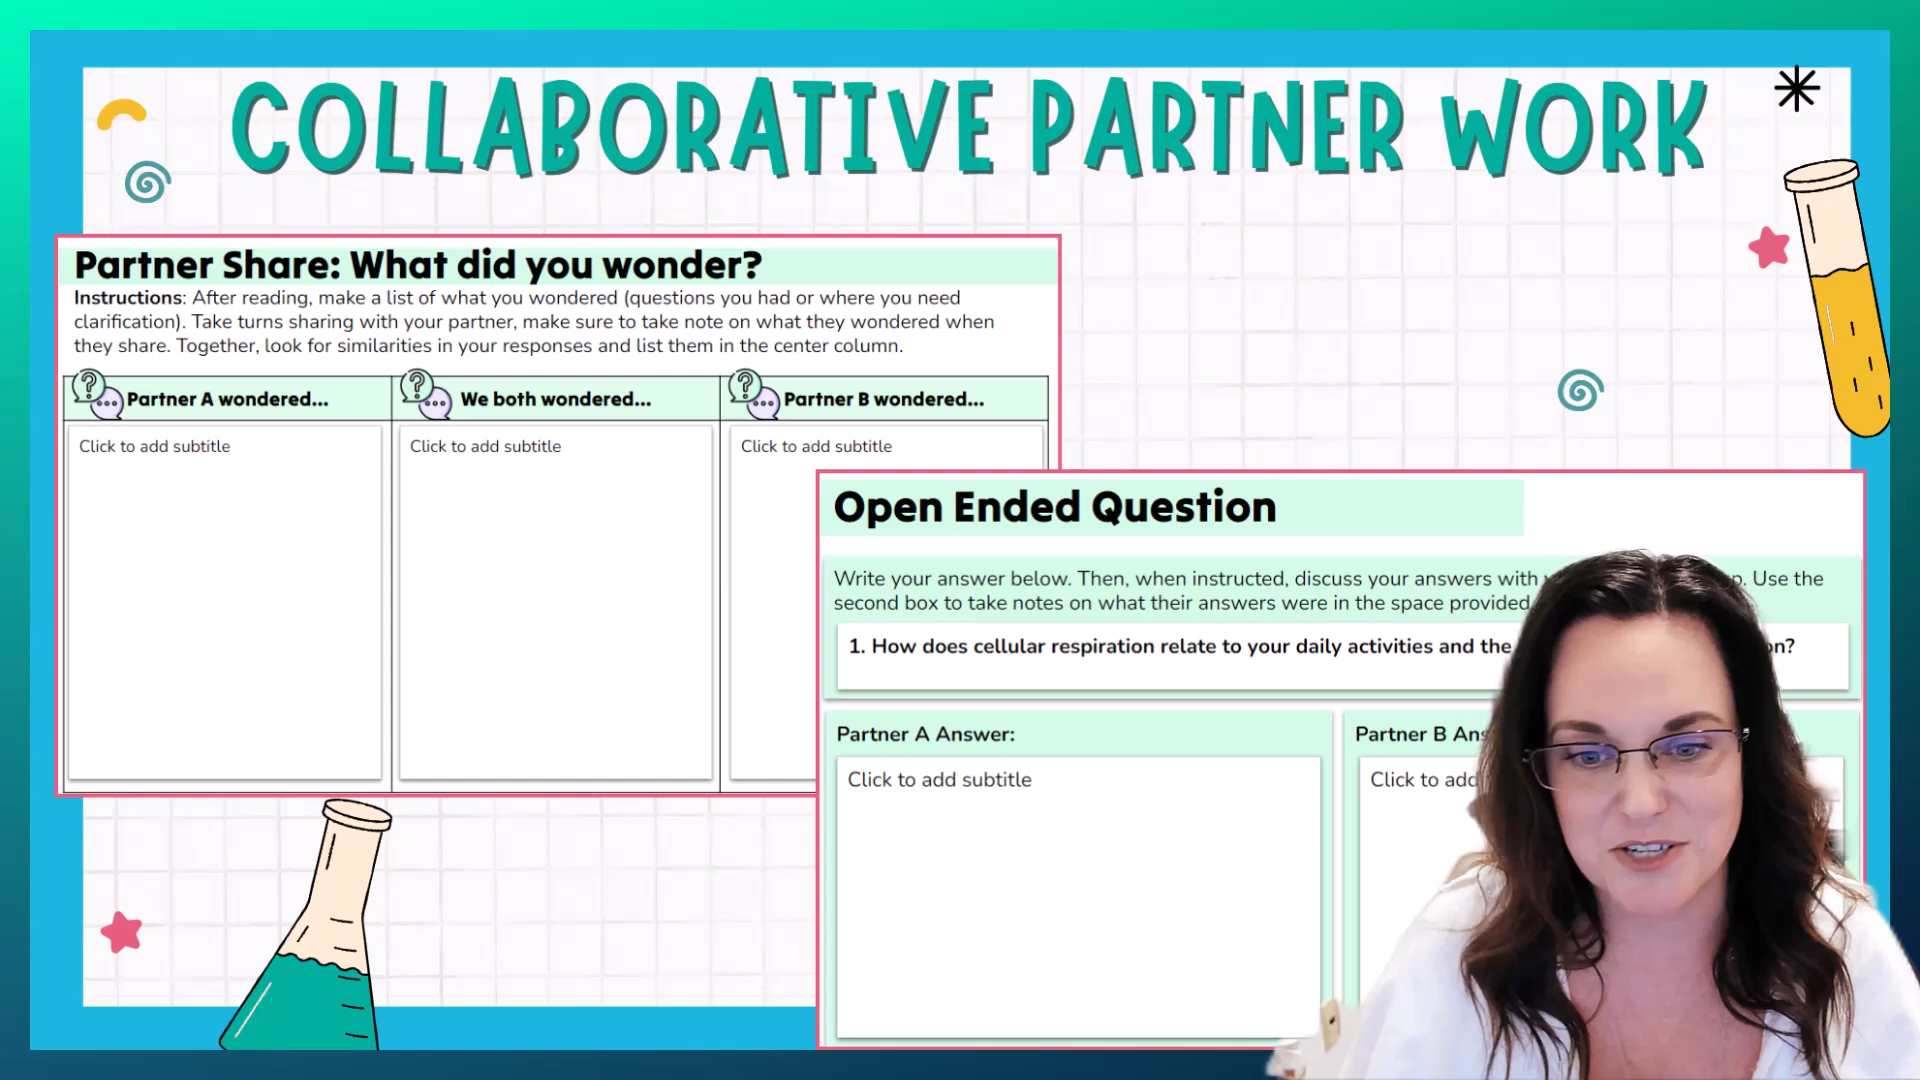 COLLABORATIVE PARTNER WORK
Partner Share: What did you wonder?
Instructions: After reading, make a list of what you wondered (questions you had or where you need
clarification). Take turns sharing with your partner, make sure to take note on what they wondered when
they share. Together, look for similarities in your responses and list them in the center column.
Partner A wondered...
We both wondered...
Partner B wondered...
Click to add subtitle
Click to add subtitle
Click to add subtitle
Open Ended Question
Write your answer below. Then, when instructed, discuss your answers with Use the
second box to take notes on what their answers were in the space provided
1. How does cellular respiration relate to your daily activities and the
Partner A Answer:
Partner B
Click to add subtitle
Click to add